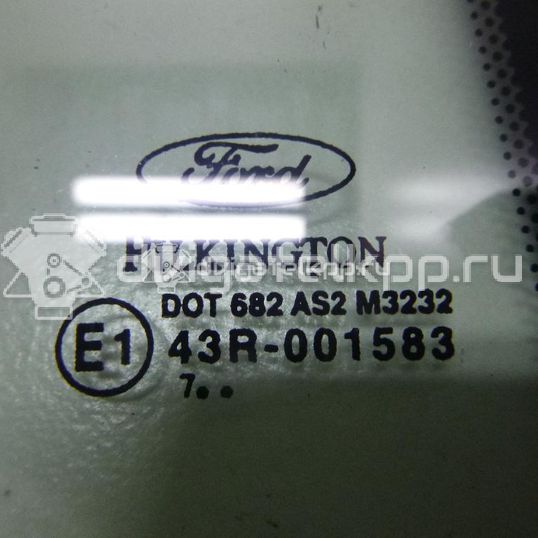 Ford
PILKINGTON
DOT 682 AS2 M3232
E1 43R-001583
7..